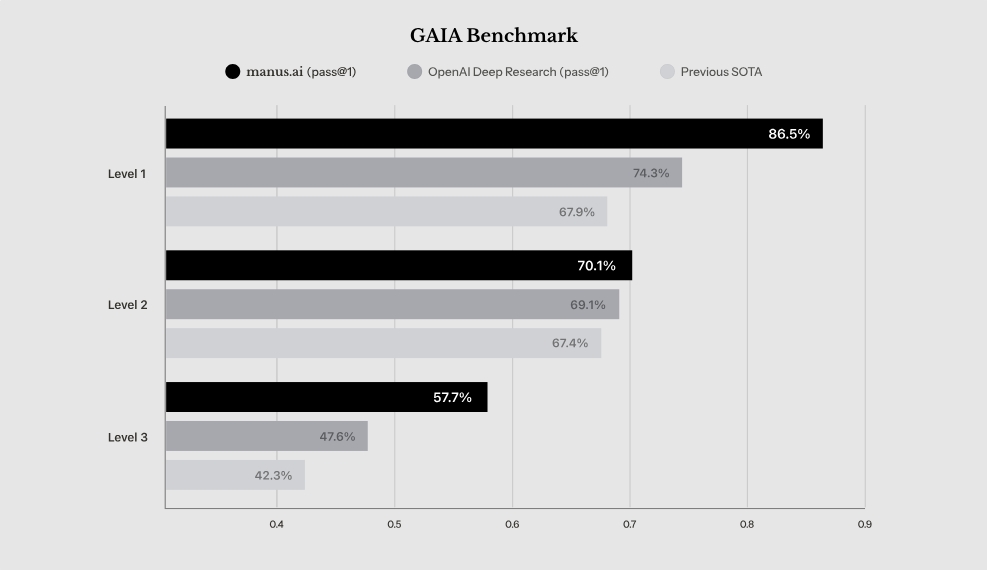 GAIA Benchmark
manus.ai (pass@1) OpenAI Deep Research (pass@1) Previous SOTA
86.5%
Level 1 74.3%
67.9%
70.1%
Level 2 69.1%
67.4%
57.7%
Level 3 47.6%
42.3%
0.4 0.5 0.6 0.7 0.8 0.9